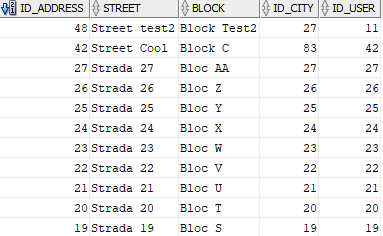 ID_ADDRESS STREET BLOCK ID_CITY ID_USER
48 Street test2 Block Test2 27 11
42 Street Cool Block C 83 42
27 Strada 27 Bloc AA 27 27
26 Strada 26 Bloc Z 26 26
25 Strada 25 Bloc Y 25 25
24 Strada 24 Bloc X 24 24
23 Strada 23 Bloc W 23 23
22 Strada 22 Bloc V 22 22
21 Strada 21 Bloc U 21 21
20 Strada 20 Bloc T 20 20
19 Strada 19 Bloc S 19 19